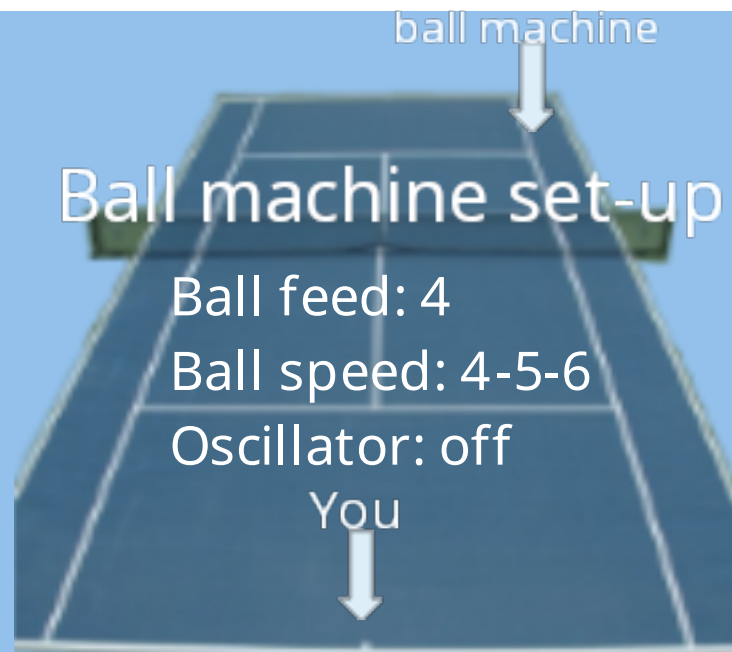 ball machine
Ball machine set-up
Ball feed: 4
Ball speed: 4-5-6
Oscillator: off
You